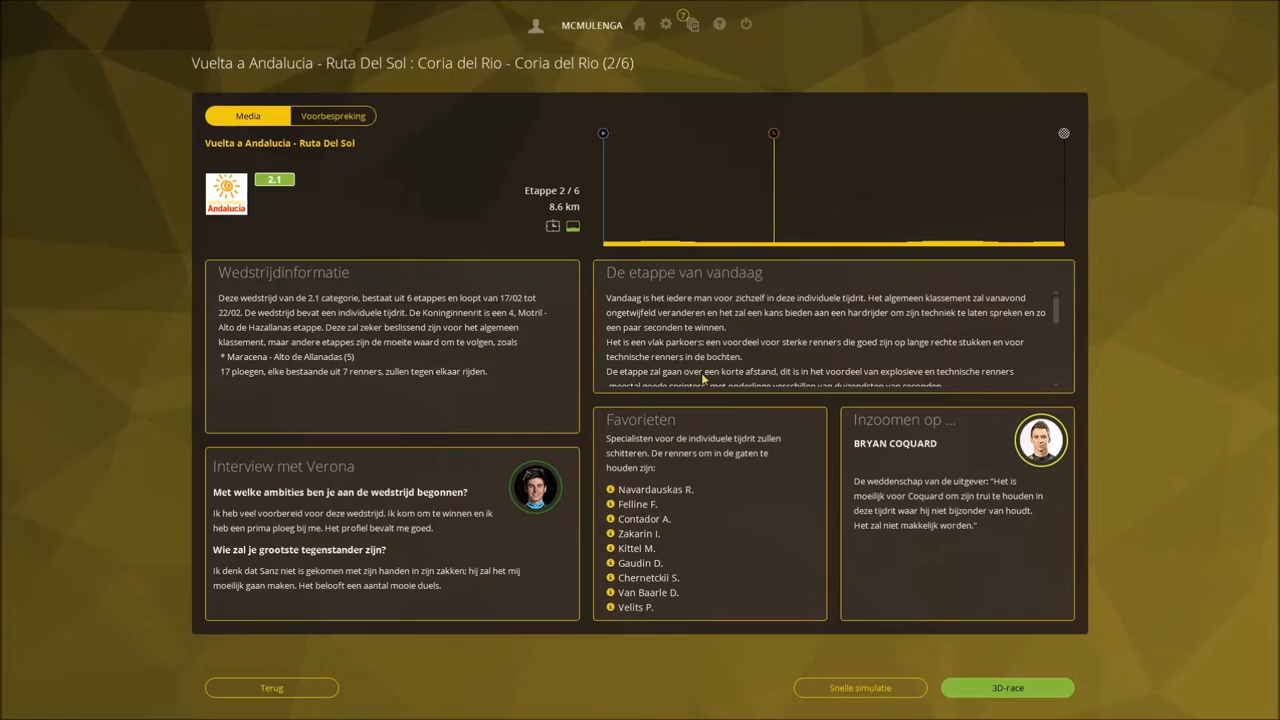 MCMULENGA
?
?
Vuelta a Andalucia - Ruta Del Sol : Coria del Rio - Coria del Rio (2/6)
Media
Voorbespreking
Vuelta a Andalucia - Ruta Del Sol
2.1
Andalucia
Etappe 2 / 6
8.6 km
Wedstrijdinformatie
Deze wedstrijd van de 2.1 categorie, bestaat uit 6 etappes en loopt van 17/02 tot
22/02. De wedstrijd bevat een individuele tijdrit. De Koninginnenrit is een 4, Motril -
Alto de Hazallanas etappe. Deze zal zeker beslissend zijn voor het algemeen
klassement, maar andere etappes zijn de moeite waard om te volgen, zoals
* Maracena - Alto de Allanadas (5)
17 ploegen, elke bestaande uit 7 renners, zullen tegen elkaar rijden.
De etappe van vandaag
Vandaag is het iedere man voor zichzelf in deze individuele tijdrit. Het algemeen klassement zal vanavond
ongetwijfeld veranderen en het zal een kans bieden aan een hardrijder om zijn techniek te laten spreken en zo
een paar seconden te winnen.
Het is een vlak parkoers: een voordeel voor sterke renners die goed zijn op lange rechte stukken en voor
technische renners in de bochten.
De etappe zal gaan over een korte afstand, dit is in het voordeel van explosieve en technische renners
-meestal goede sprinters- met onderlinge verschillen van duizendsten van seconden.
Interview met Verona
Met welke ambities ben je aan de wedstrijd begonnen?
Ik heb veel voorbereid voor deze wedstrijd. Ik kom om te winnen en ik
heb een prima ploeg bij me. Het profiel bevalt me goed.
Wie zal je grootste tegenstander zijn?
Ik denk dat Sanz niet is gekomen met zijn handen in zijn zakken; hij zal het mij
moeilijk gaan maken. Het belooft een aantal mooie duels.
Favorieten
Specialisten voor de individuele tijdrit zullen
schitteren. De renners om in de gaten te
houden zijn:
Navardauskas R.
Felline F.
Contador A.
Zakarin I.
Kittel M.
Gaudin D.
Chernetckii S.
Van Baarle D.
Velits P.
Inzoomen op ...
BRYAN COQUARD
De weddenschap van de uitgever: "Het is
moeilijk voor Coquard om zijn trui te houden in
deze tijdrit waar hij niet bijzonder van houdt.
Het zal niet makkelijk worden."
Terug
Snelle simulatie
3D-race